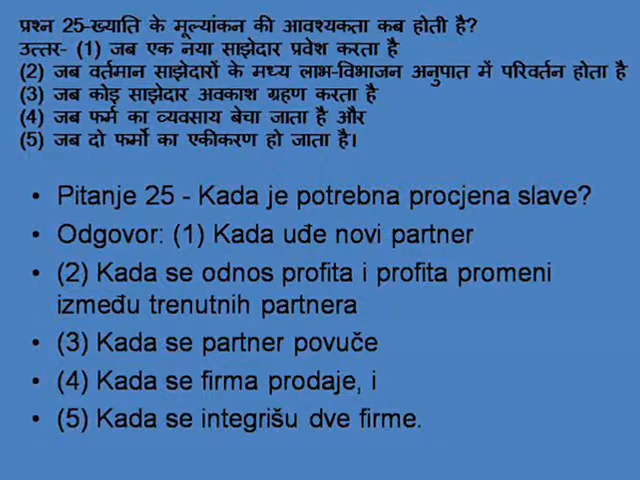 प्रश्न 25-ख्याति के मूल्यांकन की आवश्यकता कब होती है?
उत्तर- (1) जब एक नया साझेदार प्रवेश करता है
(2) जब वर्तमान साझेदारों के मध्य लाभ-विभाजन अनुपात में परिवर्तन होता है
(3) जब कोइ साझेदार अवकाश ग्रहण करता है
(4) जब फर्म का व्यवसाय बेचा जाता है और
(5) जब दो फर्मो का एकीकरण हो जाता है।
• Pitanje 25 - Kada je potrebna procjena slave?
• Odgovor: (1) Kada uđe novi partner
• (2) Kada se odnos profita i profita promeni
između trenutnih partnera
• (3) Kada se partner povuče
• (4) Kada se firma prodaje, i
• (5) Kada se integrišu dve firme.